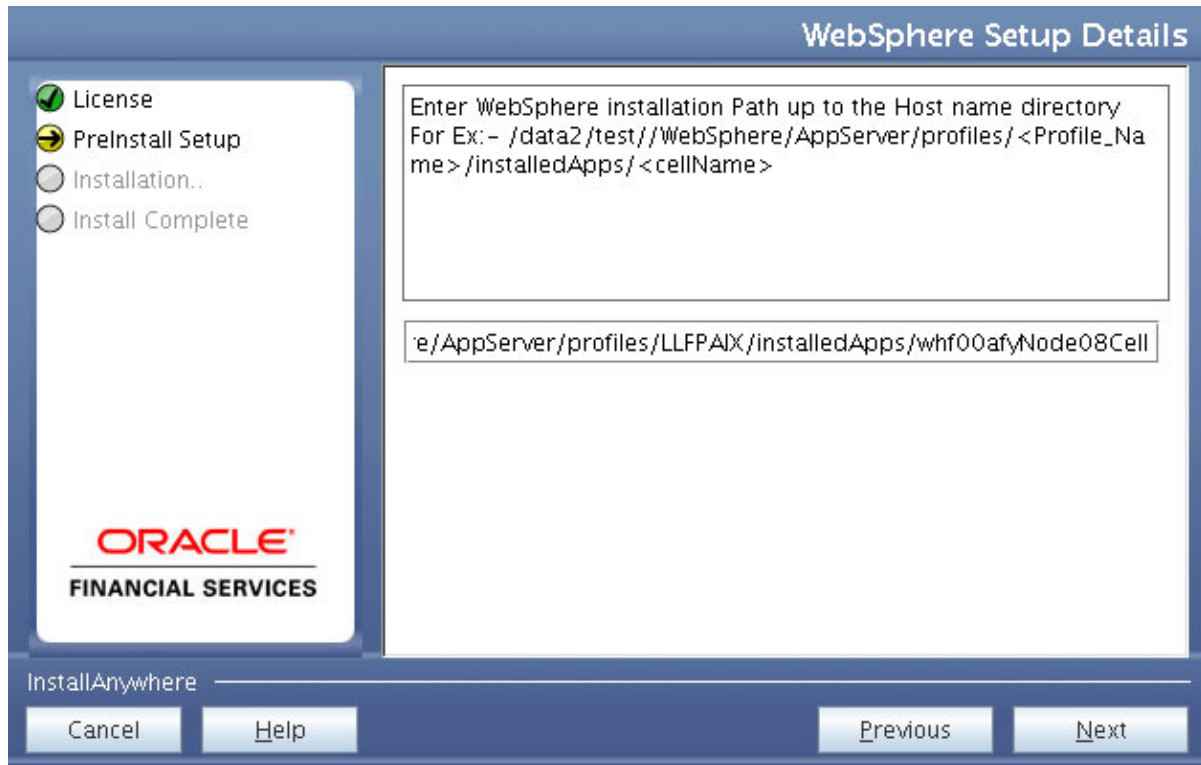 WebSphere Setup Details
License
PreInstall Setup
Installation..
Install Complete
Enter WebSphere installation Path up to the Host name directory
For Ex:- /data2/test//WebSphere/AppServer/profiles/<Profile_Na
me>/installedApps/<cellName>
e/AppServer/profiles/LLFPAIX/installedApps/whf00afyNode08Cell
ORACLE
FINANCIAL SERVICES
InstallAnywhere
Cancel
Help
Previous
Next